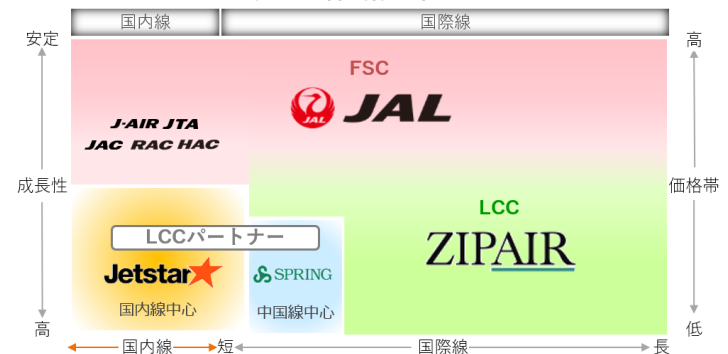 国内線
国際線
安定
高
FSC
JAL
JAL
J-AIR JTA
JAC RAC HAC
成長性
価格帯
LCC
ZIPAIR
LCCパートナー
Jetstar
SPRING
国内線中心
中国線中心
高
低
国内線
短
国際線
長